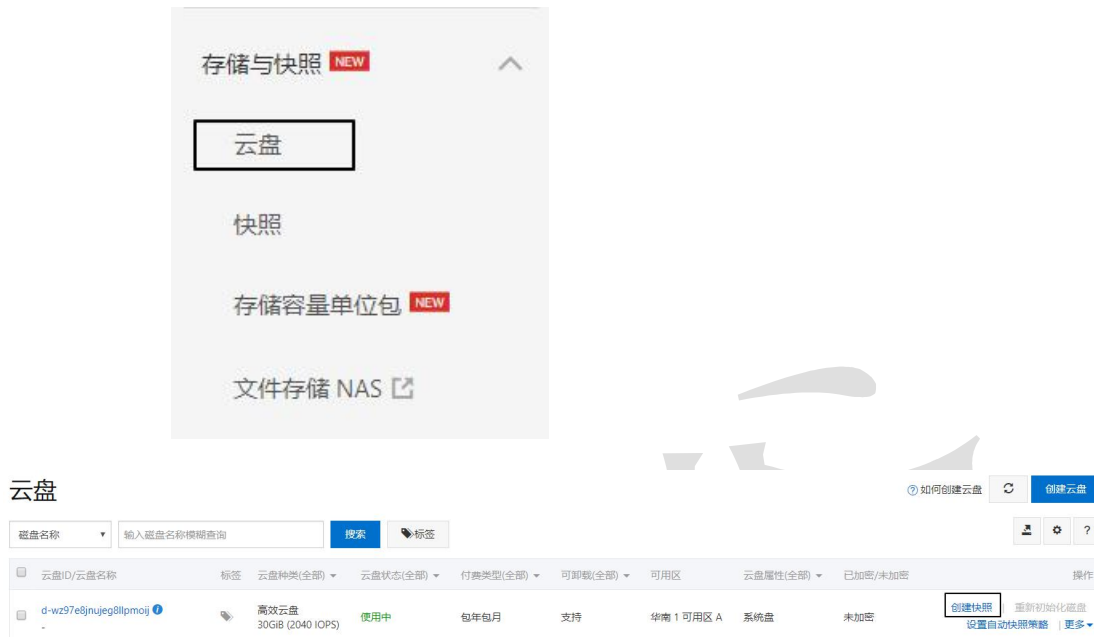 存储与快照 NEW
云盘
快照
存储容量单位包 NEW
文件存储 NAS
云盘
如何创建云盘 创建云盘
磁盘名称 输入磁盘名称模糊查询 搜索 标签 ?
云盘ID/云盘名称 标签 云盘种类(全部) 云盘状态(全部) 付费类型(全部) 可卸载(全部) 可用区 云盘属性(全部) 已加密/未加密 操作
d-wz97e8jnujeg8llpmoij 高效云盘 使用中 包年包月 支持 华南 1 可用区 A 系统盘 未加密 创建快照 | 重新初始化磁盘
- 30GiB (2040 IOPS) 设置自动快照策略 | 更多